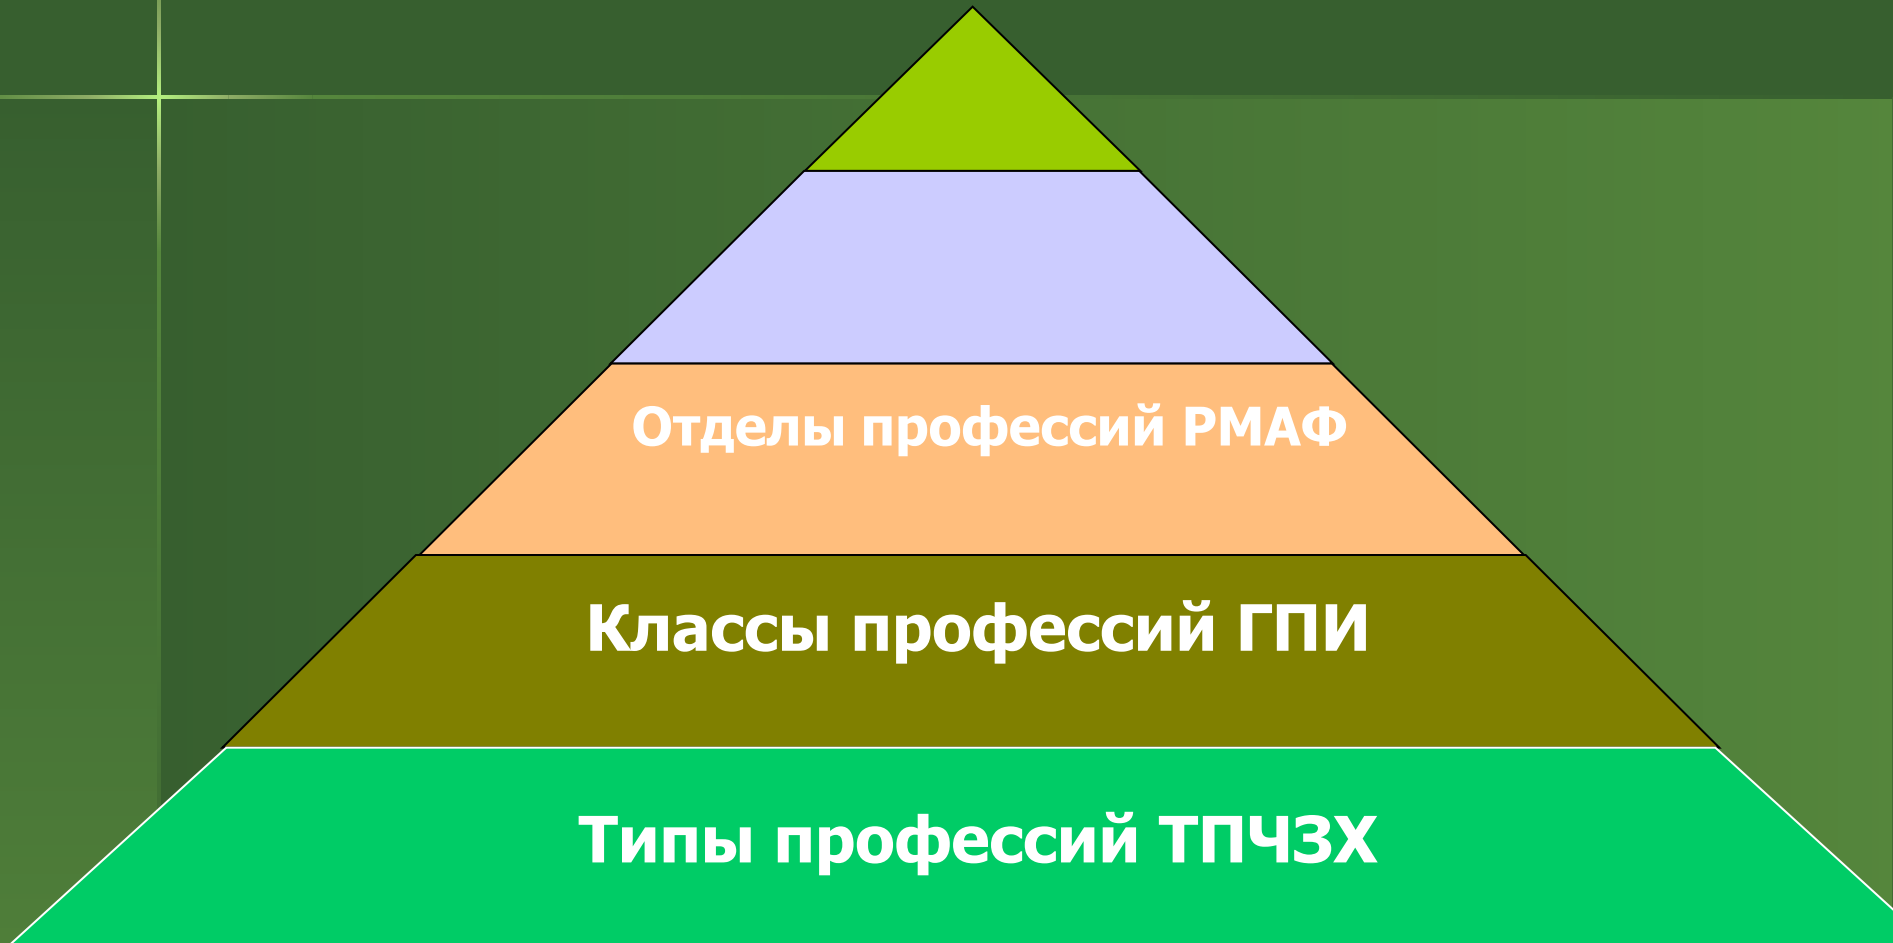 Отделы профессий РМАФ
Классы профессий ГПИ
Типы профессий ТПЧЗХ